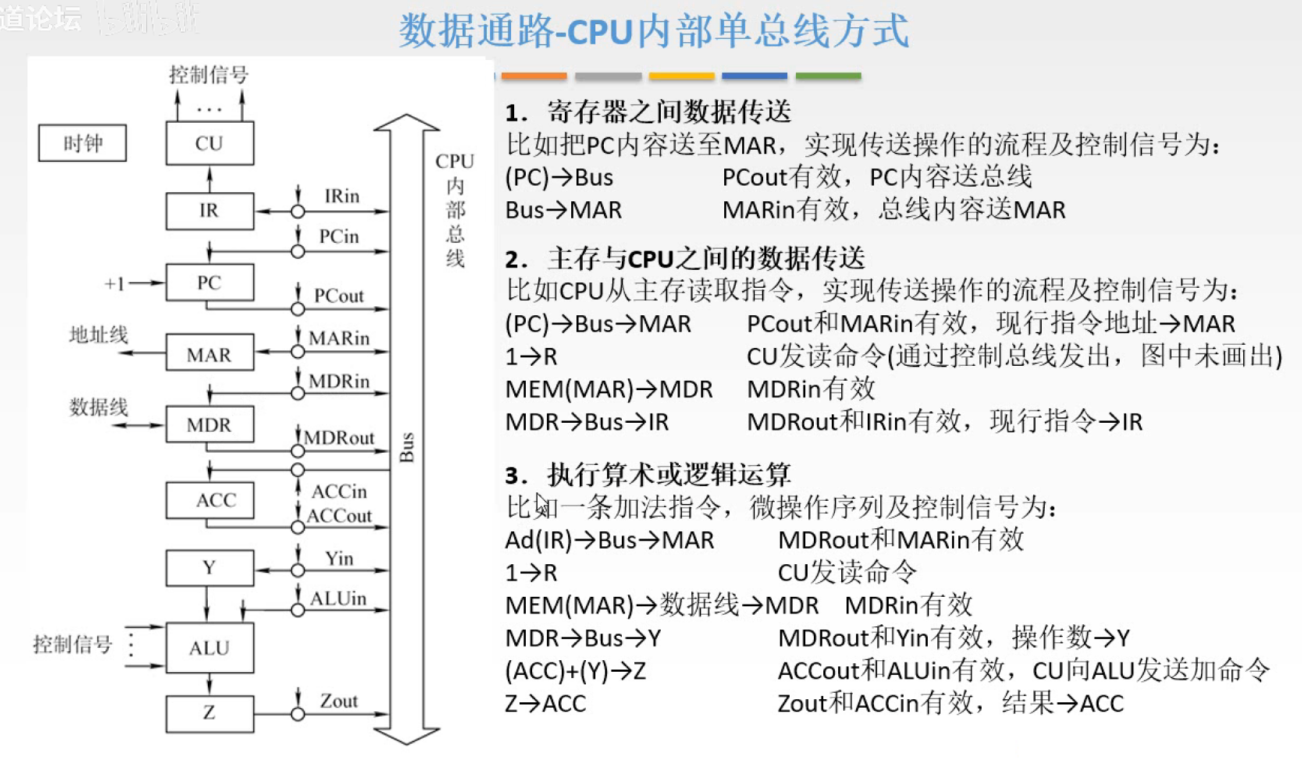 道论坛
数据通路-CPU内部单总线方式
控制信号
···
时钟
CU
CPU内部总线
IR
IRin
PCin
+1
PC
PCout
地址线
MAR
MARin
MDRin
数据线
MDR
MDRout
Bus
ACC
ACCin
ACCout
Y
Yin
ALUin
控制信号
ALU
Z
Zout
1. 寄存器之间数据传送
比如把PC内容送至MAR，实现传送操作的流程及控制信号为：
(PC)→Bus PCout有效，PC内容送总线
Bus→MAR MARin有效，总线内容送MAR
2. 主存与CPU之间的数据传送
比如CPU从主存读取指令，实现传送操作的流程及控制信号为：
(PC)→Bus→MAR PCout和MARin有效，现行指令地址→MAR
1→R CU发读命令(通过控制总线发出，图中未画出)
MEM(MAR)→MDR MDRin有效
MDR→Bus→IR MDRout和IRin有效，现行指令→IR
3. 执行算术或逻辑运算
比如一条加法指令，微操作序列及控制信号为：
Ad(IR)→Bus→MAR MDRout和MARin有效
1→R CU发读命令
MEM(MAR)→数据线→MDR MDRin有效
MDR→Bus→Y MDRout和Yin有效，操作数→Y
(ACC)+(Y)→Z ACCout和ALUin有效，CU向ALU发送加命令
Z→ACC Zout和ACCin有效，结果→ACC